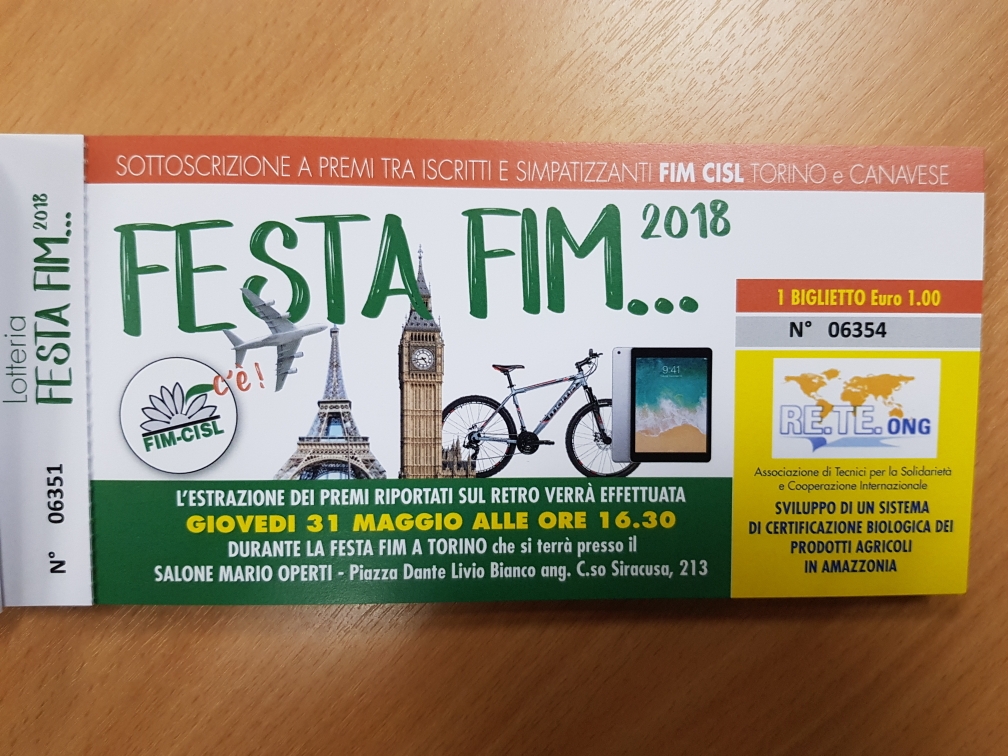 Lotteria
FESTA FIM... 2018
N° 06351
SOTTOSCRIZIONE A PREMI TRA ISCRITTI E SIMPATIZZANTI FIM CISL TORINO e CANAVESE
FESTA FIM... 2018
1 BIGLIETTO Euro 1.00
N° 06354
c'è!
FIM-CISL
9:41
RE.TE. ONG
Associazione di Tecnici per la Solidarietà
e Cooperazione Internazionale
SVILUPPO DI UN SISTEMA
DI CERTIFICAZIONE BIOLOGICA DEI
PRODOTTI AGRICOLI
IN AMAZZONIA
L'ESTRAZIONE DEI PREMI RIPORTATI SUL RETRO VERRÀ EFFETTUATA
GIOVEDI 31 MAGGIO ALLE ORE 16.30
DURANTE LA FESTA FIM A TORINO che si terrà presso il
SALONE MARIO OPERTI - Piazza Dante Livio Bianco ang. C.so Siracusa, 213